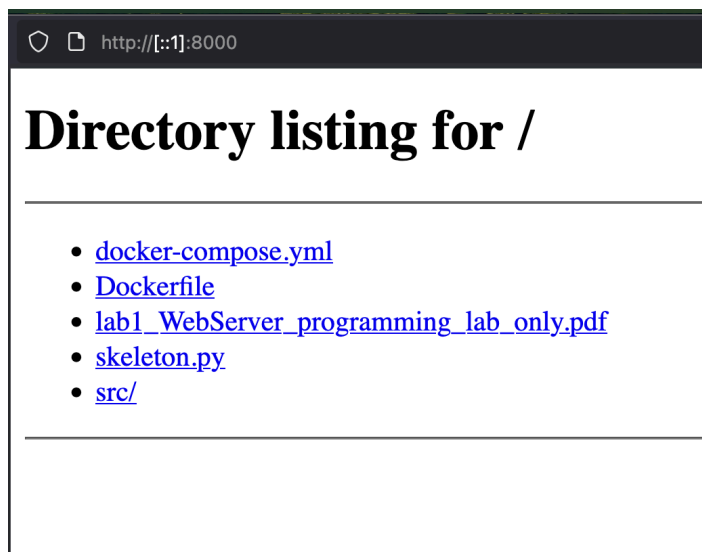 http://[::1]:8000
Directory listing for /
docker-compose.yml
Dockerfile
lab1_WebServer_programming_lab_only.pdf
skeleton.py
src/